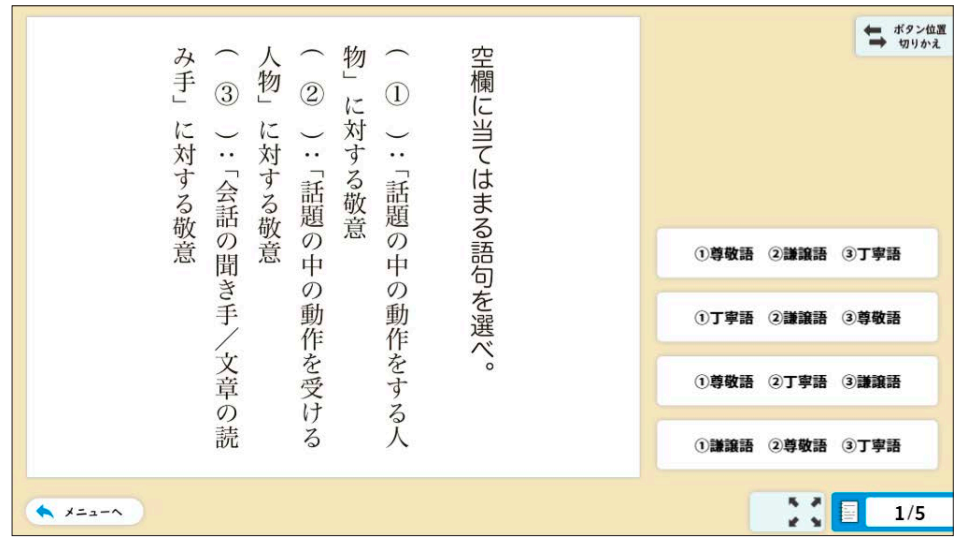 空欄に当てはまる語句を選べ。
( ① )：「話題の中の動作をする人
物」に対する敬意
( ② )：「話題の中の動作を受ける
人物」に対する敬意
( ③ )：「会話の聞き手／文章の読
み手」に対する敬意
ボタン位置
切りかえ
①尊敬語 ②謙譲語 ③丁寧語
①丁寧語 ②謙譲語 ③尊敬語
①尊敬語 ②丁寧語 ③謙譲語
①謙譲語 ②尊敬語 ③丁寧語
メニューへ
1/5